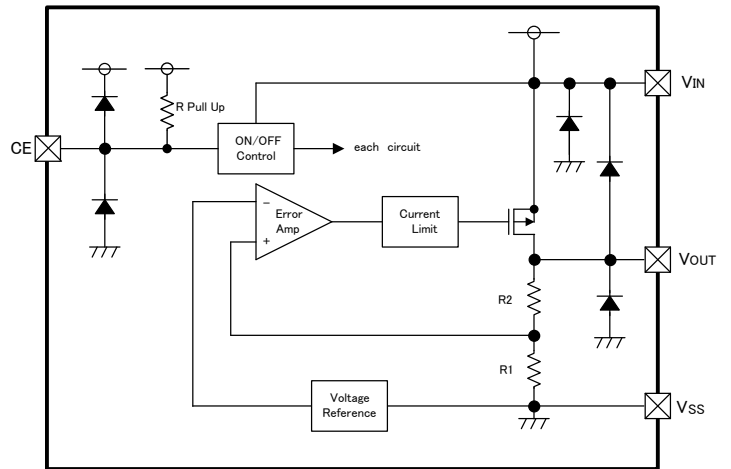 VIN
R Pull Up
CE
ON/OFF
Control
each circuit
−
Error
Amp
+
Current
Limit
VOUT
R2
R1
Voltage
Reference
VSS